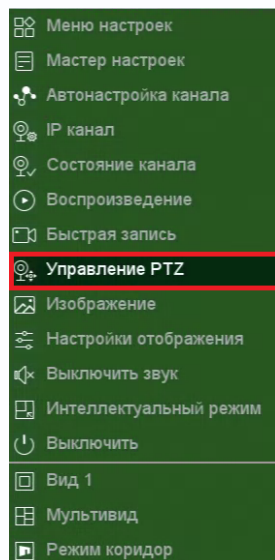 Меню настроек
Мастер настроек
Автонастройка канала
IP канал
Состояние канала
Воспроизведение
Быстрая запись
Управление PTZ
Изображение
Настройки отображения
Выключить звук
Интеллектуальный режим
Выключить
Вид 1
Мультивид
Режим коридор